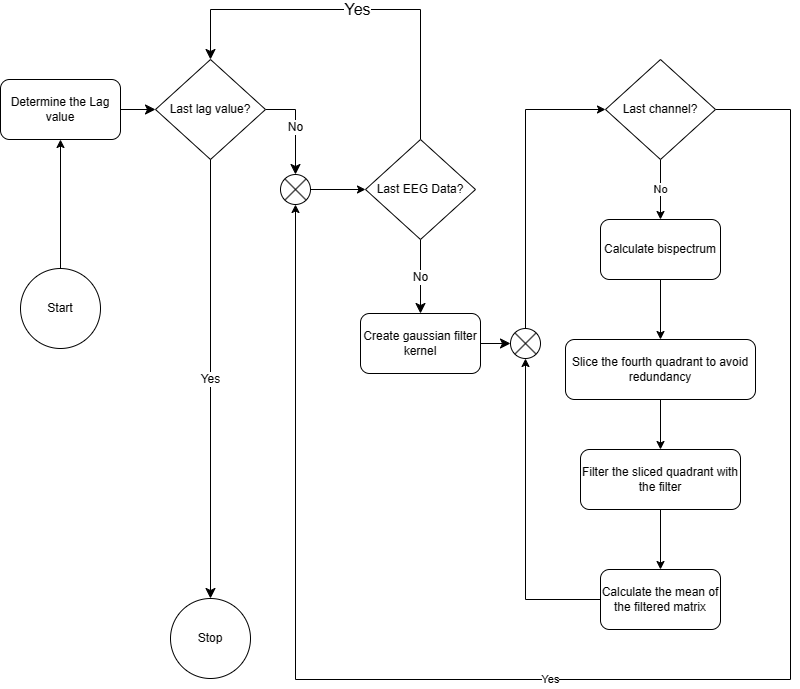 Yes
Determine the Lag
value
Last lag value?
Last channel?
No
Last EEG Data?
No
Calculate bispectrum
No
Start
Create gaussian filter
kernel
Slice the fourth quadrant to avoid
redundancy
Yes
Filter the sliced quadrant with
the filter
Calculate the mean of
the filtered matrix
Stop
Yes